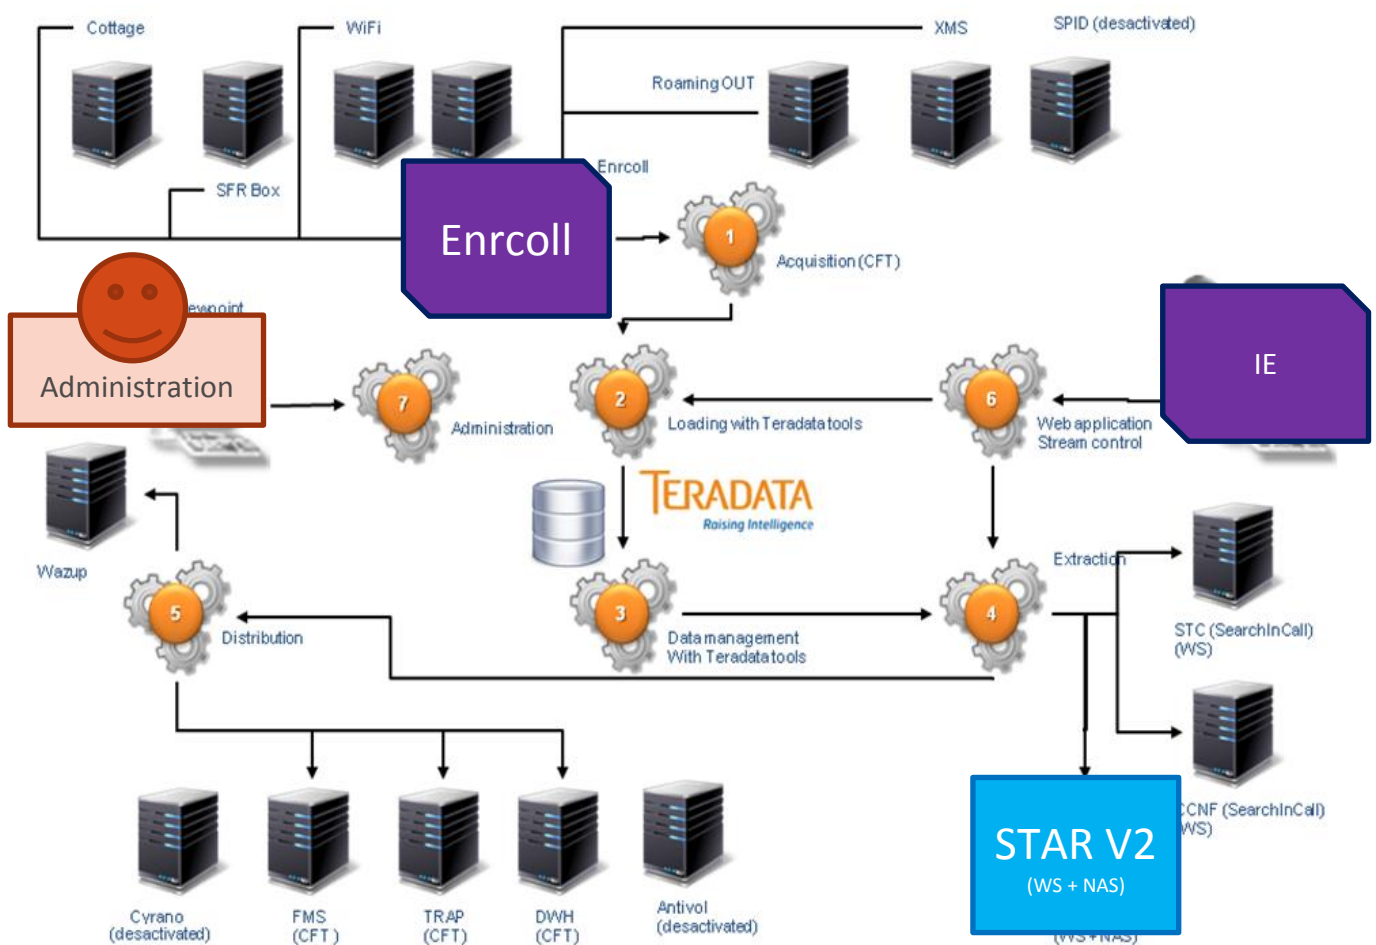 Cottage
WiFi
XMS
SPID (desactivated)
Roaming OUT
Enrcoll
SFR Box
Enrcoll
1
Acquisition (CFT)
ewpoint
Administration
IE
7
Administration
2
Loading with Teradata tools
6
Web application
Stream control
TERADATA
Raising Intelligence
Wazup
5
Distribution
3
Data management
With Teradata tools
4
Extraction
STC (SearchInCall)
(WS)
CCNF (SearchInCall)
(WS)
STAR V2
(WS + NAS)
(WS + NAS)
Cyrano
(desactivated)
FMS
(CFT )
TRAP
(CFT)
DWH
(CFT)
Antivol
(desactivated)